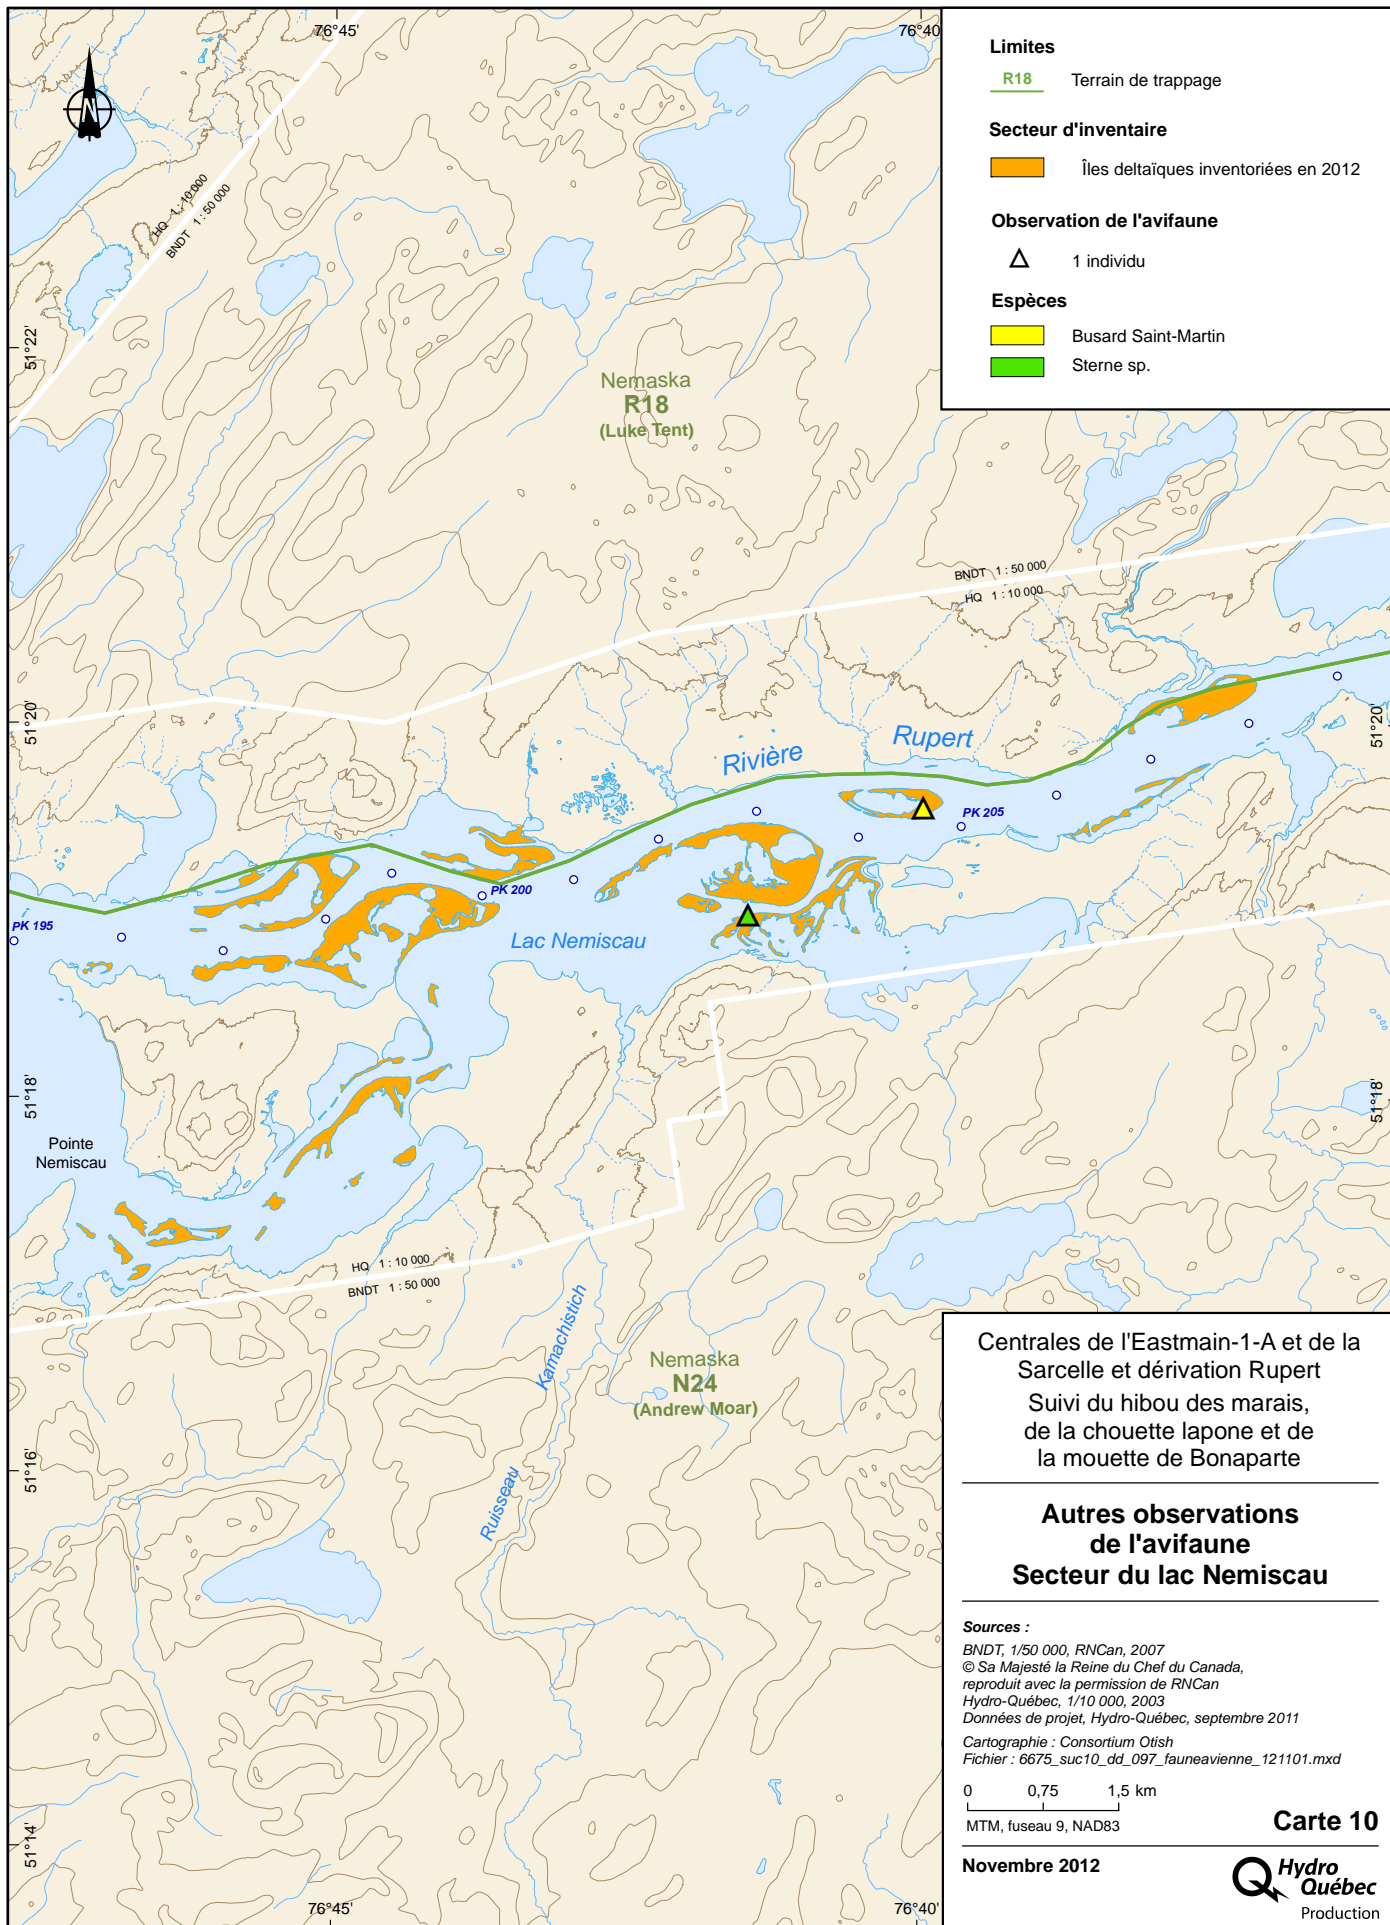 76°45'
76°40'
Limites
R18
Terrain de trappage
Secteur d'inventaire
Îles deltaïques inventoriées en 2012
Observation de l'avifaune
1 individu
Espèces
Busard Saint-Martin
Sterne sp.
N
HQ 1 : 10 000
BNDT 1 : 50 000
51°22'
Nemaska
R18
(Luke Tent)
BNDT 1 : 50 000
HQ 1 : 10 000
51°20'
51°20'
Rivière
Rupert
PK 205
PK 200
PK 195
Lac Nemiscau
51°18'
51°18'
Pointe
Nemiscau
HQ 1 : 10 000
BNDT 1 : 50 000
Ruisseau
Kamachistich
Nemaska
N24
(Andrew Moar)
51°16'
51°14'
76°45'
76°40'
Centrales de l'Eastmain-1-A et de la
Sarcelle et dérivation Rupert
Suivi du hibou des marais,
de la chouette lapone et de
la mouette de Bonaparte
Autres observations
de l'avifaune
Secteur du lac Nemiscau
Sources :
BNDT, 1/50 000, RNCan, 2007
© Sa Majesté la Reine du Chef du Canada,
reproduit avec la permission de RNCan
Hydro-Québec, 1/10 000, 2003
Données de projet, Hydro-Québec, septembre 2011
Cartographie : Consortium Otish
Fichier : 6675_suc10_dd_097_fauneavienne_121101.mxd
0 0,75 1,5 km
MTM, fuseau 9, NAD83
Carte 10
Novembre 2012
Hydro
Québec
Production